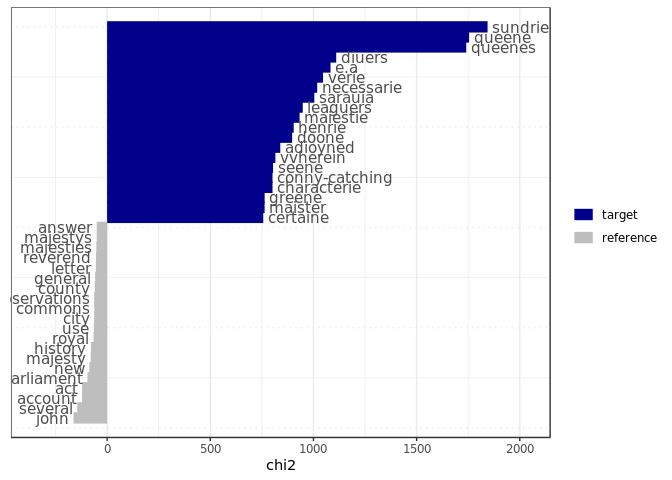 sundrie
queene
queenes
diuers
e.a
verie
necessarie
sarauia
leaguers
maiestie
henrie
doone
adioyned
vvherein
seene
conny-catching
characterie
greene
maister
certaine
answer
majestys
majesties
reverend
letter
general
county
servations
commons
city
use
royal
history
majesty
new
arliament
act
account
several
john
target
reference
0
500
1000
1500
2000
chi2